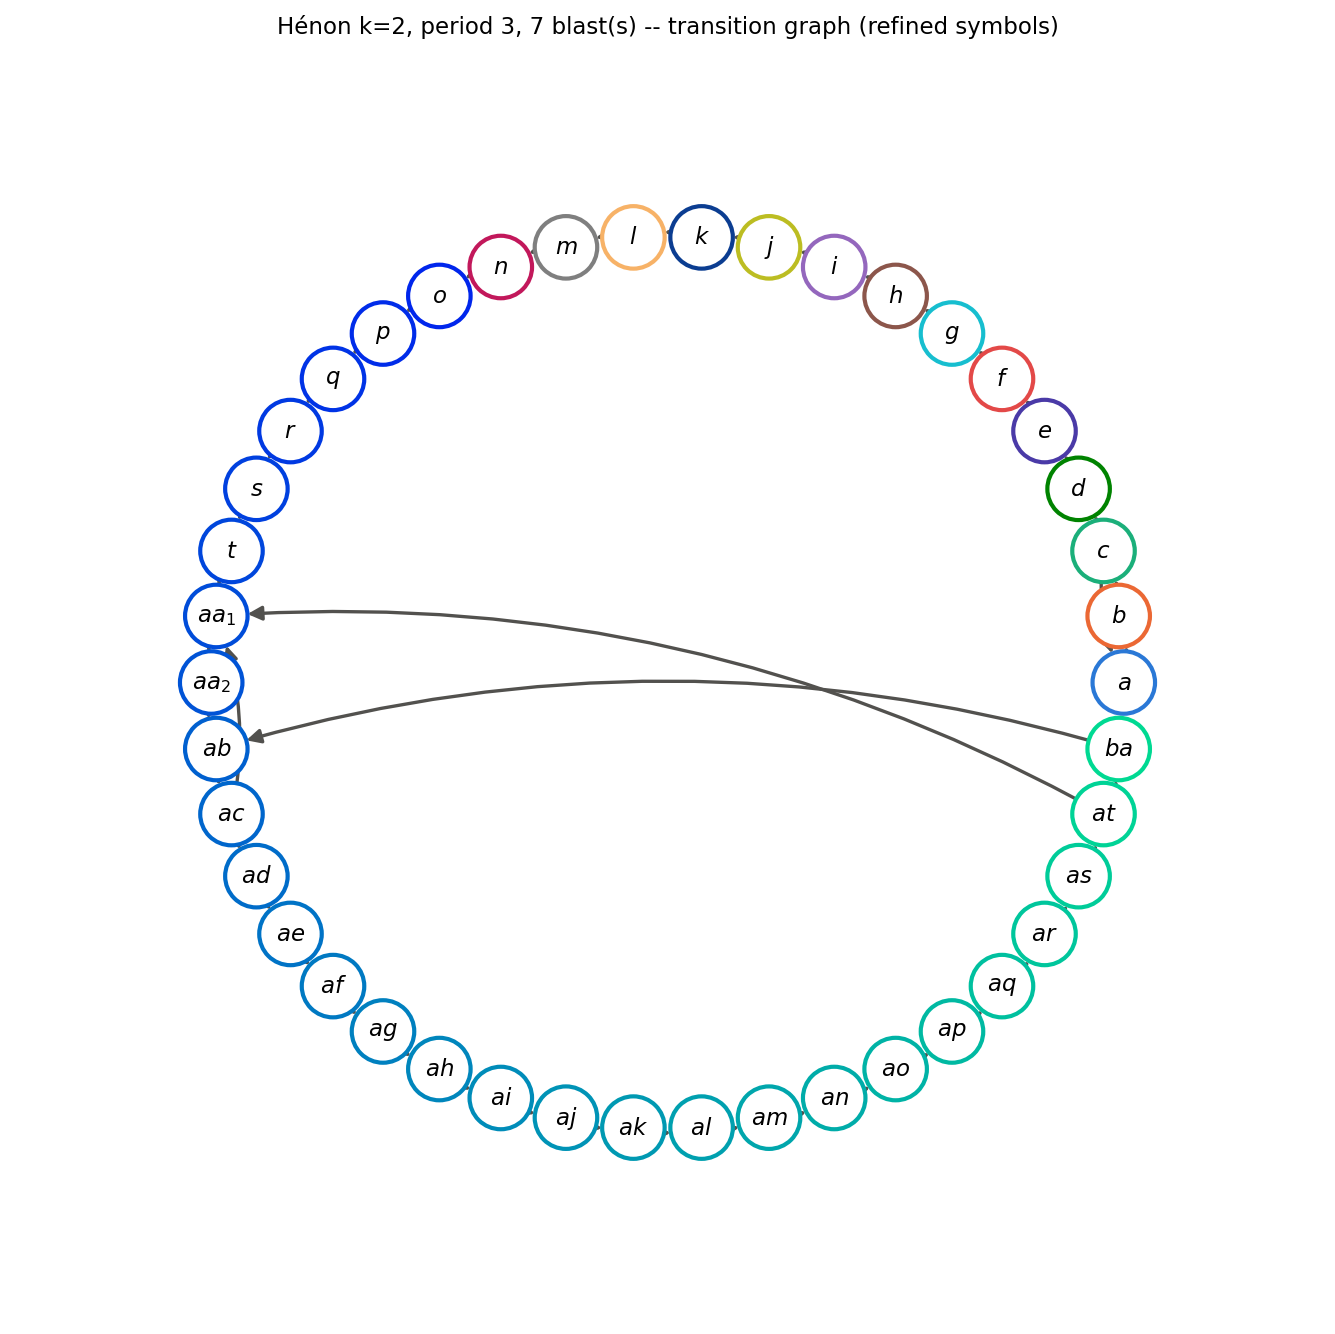 Hénon k=2, period 3, 7 blast(s) -- transition graph (refined symbols)
l
k
m
j
n
i
o
h
p
g
q
f
r
e
s
d
t
c
aa₁
b
aa₂
a
ab
ba
ac
at
ad
as
ae
ar
af
aq
ag
ap
ah
ao
ai
an
aj
am
ak
al